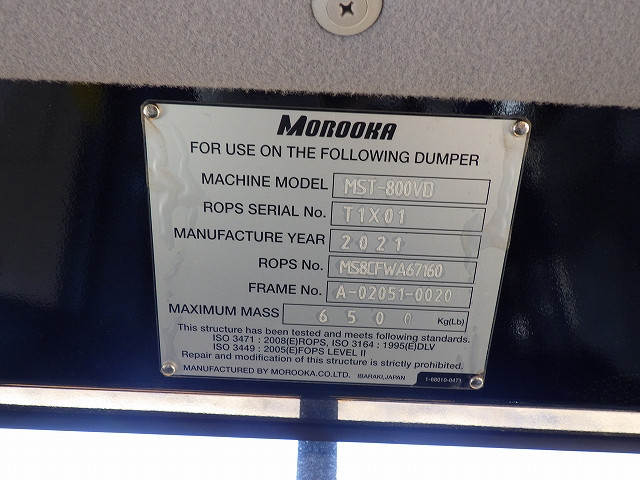 MOROOKA
FOR USE ON THE FOLLOWING DUMPER
MACHINE MODEL MST-800VD
ROPS SERIAL No. T1X01
MANUFACTURE YEAR 2021
ROPS No. MS8CFWA67160
FRAME No. A-02051-0020
MAXIMUM MASS 6500 Kg(Lb)
This structure has been tested and meets following standards.
ISO 3471 : 2008(E)ROPS, ISO 3164 : 1995(E)DLV
ISO 3449 : 2005(E)FOPS LEVEL II
Repair and modification of this structure is strictly prohibited.
MANUFACTURED BY MOROOKA.CO.LTD. IBARAKI,JAPAN 1-68010-0473